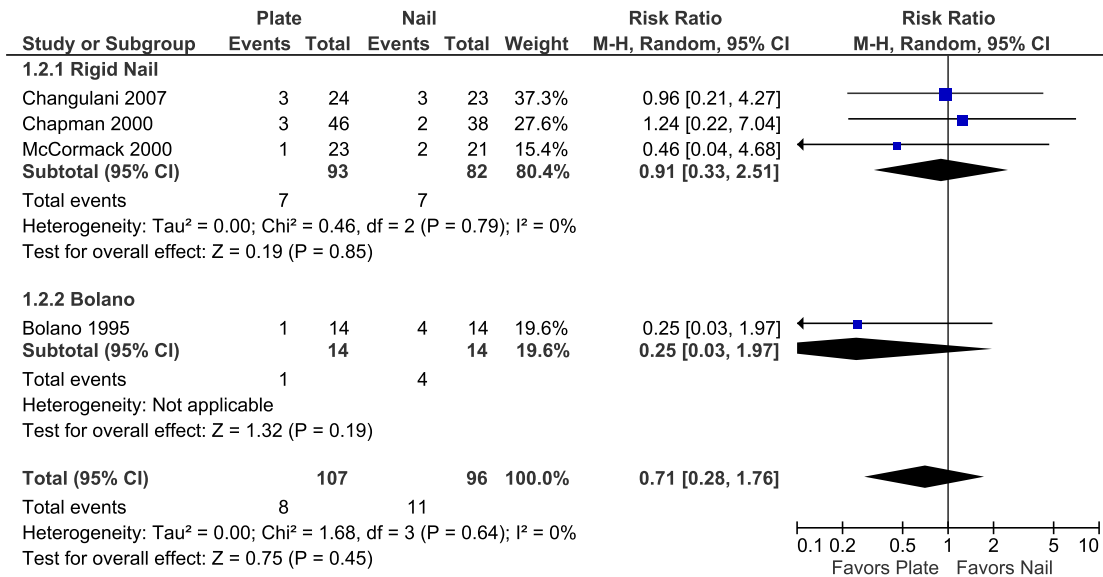 Plate Nail Risk Ratio Risk Ratio
Study or Subgroup Events Total Events Total Weight M-H, Random, 95% CI M-H, Random, 95% CI
1.2.1 Rigid Nail
Changulani 2007 3 24 3 23 37.3% 0.96 [0.21, 4.27]
Chapman 2000 3 46 2 38 27.6% 1.24 [0.22, 7.04]
McCormack 2000 1 23 2 21 15.4% 0.46 [0.04, 4.68]
Subtotal (95% CI) 93 82 80.4% 0.91 [0.33, 2.51]
Total events 7 7
Heterogeneity: Tau² = 0.00; Chi² = 0.46, df = 2 (P = 0.79); I² = 0%
Test for overall effect: Z = 0.19 (P = 0.85)
1.2.2 Bolano
Bolano 1995 1 14 4 14 19.6% 0.25 [0.03, 1.97]
Subtotal (95% CI) 14 14 19.6% 0.25 [0.03, 1.97]
Total events 1 4
Heterogeneity: Not applicable
Test for overall effect: Z = 1.32 (P = 0.19)
Total (95% CI) 107 96 100.0% 0.71 [0.28, 1.76]
Total events 8 11
Heterogeneity: Tau² = 0.00; Chi² = 1.68, df = 3 (P = 0.64); I² = 0%
Test for overall effect: Z = 0.75 (P = 0.45)
0.1 0.2 0.5 1 2 5 10
Favors Plate Favors Nail